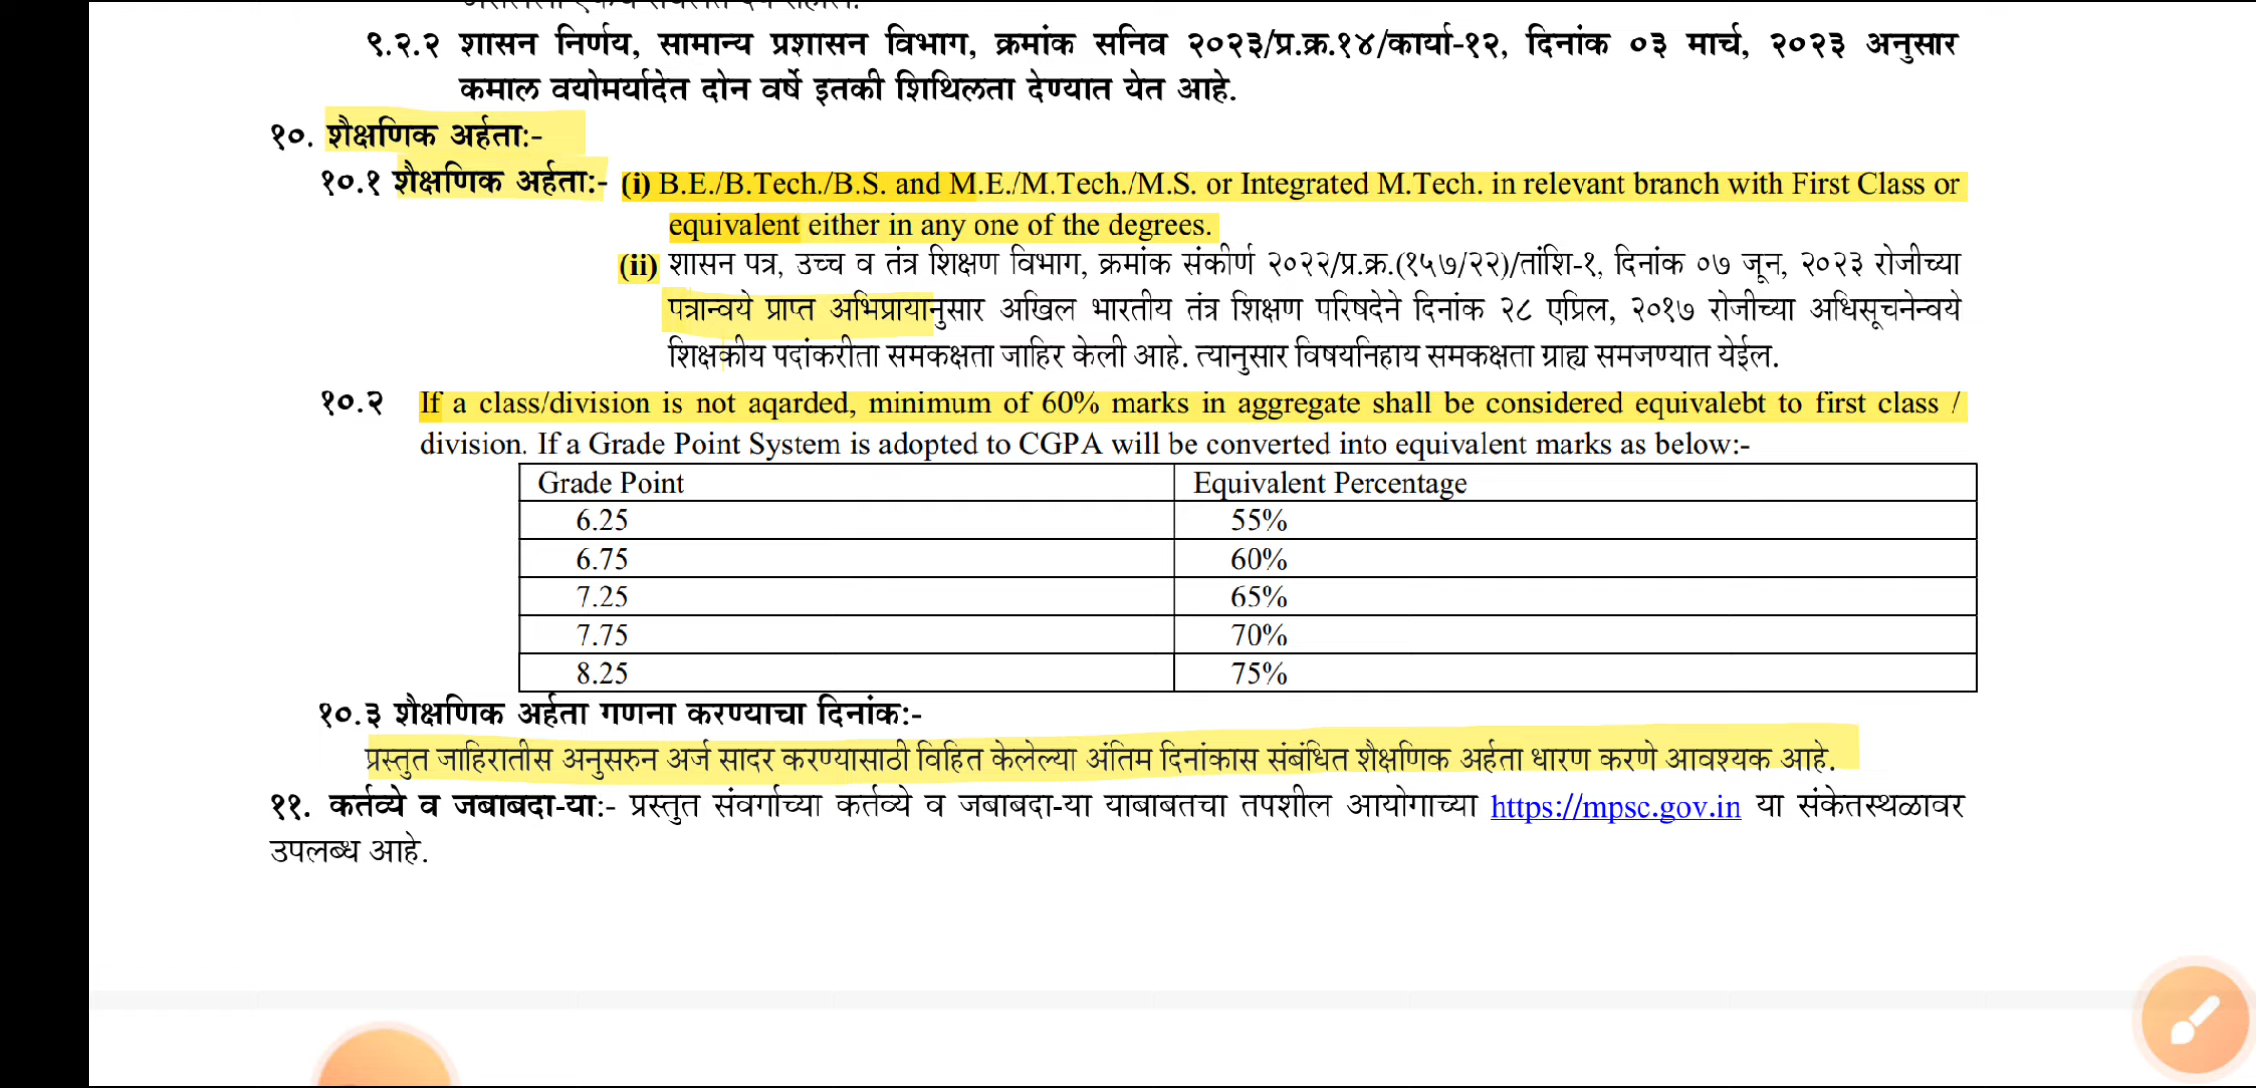 ९.२.२ शासन निर्णय, सामान्य प्रशासन विभाग, क्रमांक सनिव २०२३/प्र.क्र.१४/कार्या-१२, दिनांक ०३ मार्च, २०२३ अनुसार
कमाल वयोमर्यादेत दोन वर्षे इतकी शिथिलता देण्यात येत आहे.
१०. शैक्षणिक अर्हता:-
१०.१ शैक्षणिक अर्हता:- (i) B.E./B.Tech./B.S. and M.E./M.Tech./M.S. or Integrated M.Tech. in relevant branch with First Class or
equivalent either in any one of the degrees.
(ii) शासन पत्र, उच्च व तंत्र शिक्षण विभाग, क्रमांक संकीर्ण २०२२/प्र.क्र.(१५७/२२)/तांशि-१, दिनांक ०७ जून, २०२३ रोजीच्या
पत्रान्वये प्राप्त अभिप्रायानुसार अखिल भारतीय तंत्र शिक्षण परिषदेने दिनांक २८ एप्रिल, २०१७ रोजीच्या अधिसूचनेन्वये
शिक्षकीय पदांकरीता समकक्षता जाहिर केली आहे. त्यानुसार विषयनिहाय समकक्षता ग्राह्य समजण्यात येईल.
१०.२ If a class/division is not aqarded, minimum of 60% marks in aggregate shall be considered equivalebt to first class /
division. If a Grade Point System is adopted to CGPA will be converted into equivalent marks as below:-
Grade Point Equivalent Percentage
6.25 55%
6.75 60%
7.25 65%
7.75 70%
8.25 75%
१०.३ शैक्षणिक अर्हता गणना करण्याचा दिनांक:-
प्रस्तुत जाहिरातीस अनुसरुन अर्ज सादर करण्यासाठी विहित केलेल्या अंतिम दिनांकास संबंधित शैक्षणिक अर्हता धारण करणे आवश्यक आहे.
११. कर्तव्ये व जबाबदा-या:- प्रस्तुत संवर्गाच्या कर्तव्ये व जबाबदा-या याबाबतचा तपशील आयोगाच्या https://mpsc.gov.in या संकेतस्थळावर
उपलब्ध आहे.